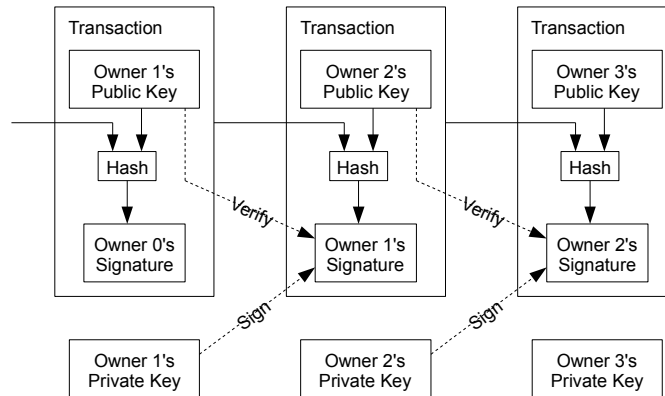 Transaction
Transaction
Transaction
Owner 1's
Public Key
Owner 2's
Public Key
Owner 3's
Public Key
Hash
Hash
Hash
Verify
Verify
Owner 0's
Signature
Owner 1's
Signature
Owner 2's
Signature
Sign
Sign
Owner 1's
Private Key
Owner 2's
Private Key
Owner 3's
Private Key